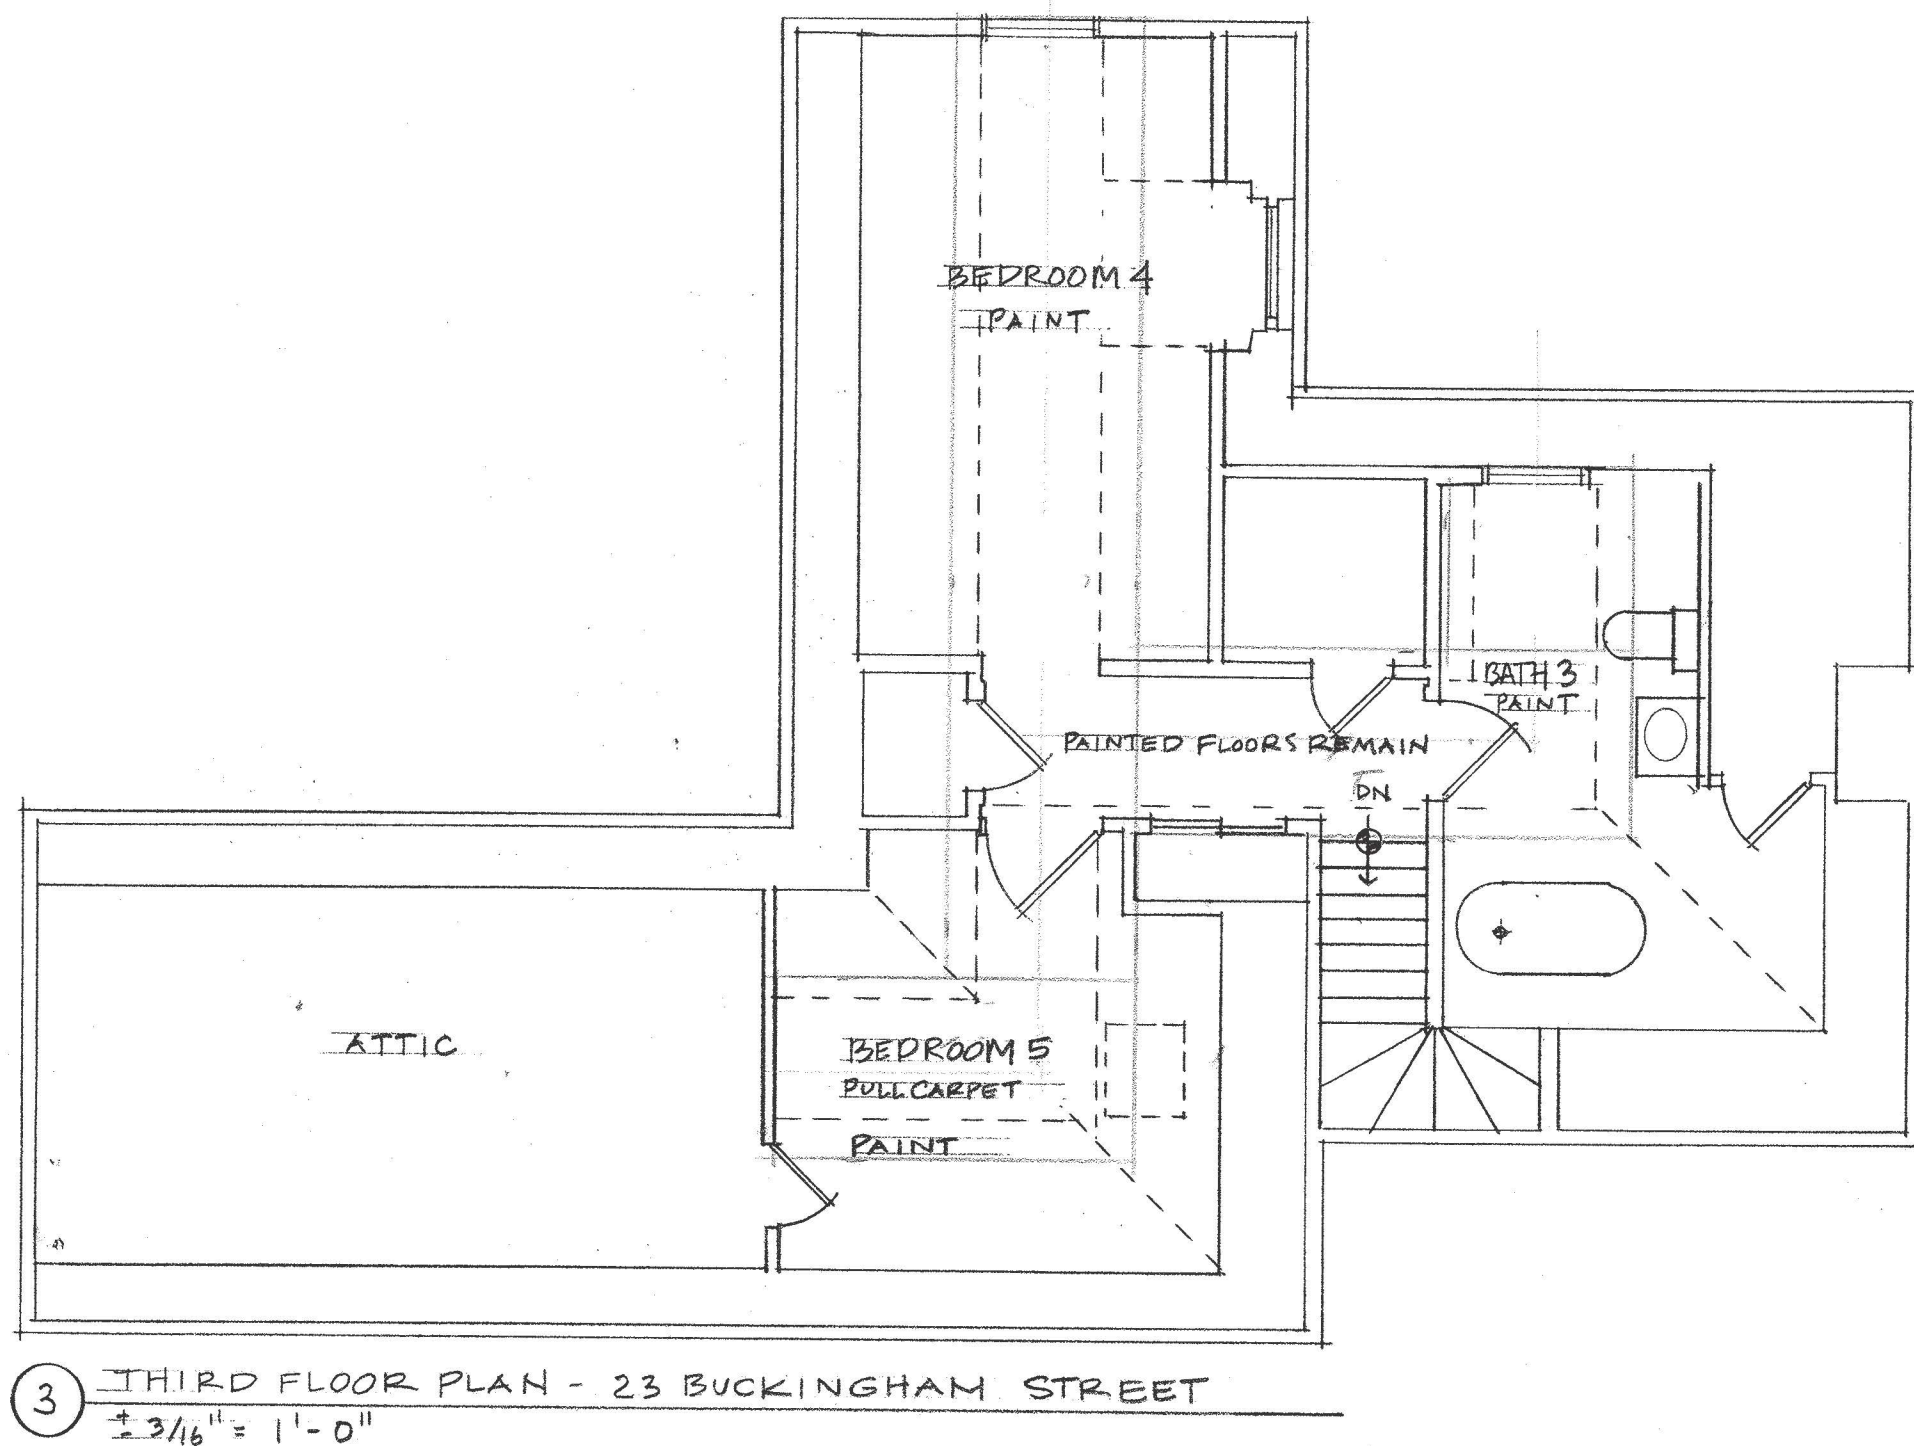 BEDROOM 4
PAINT
BATH 3
PAINT
PAINTED FLOORS REMAIN
DN
ATTIC
BEDROOM 5
PULL CARPET
PAINT
3
THIRD FLOOR PLAN - 23 BUCKINGHAM STREET
± 3/16" = 1'-0"